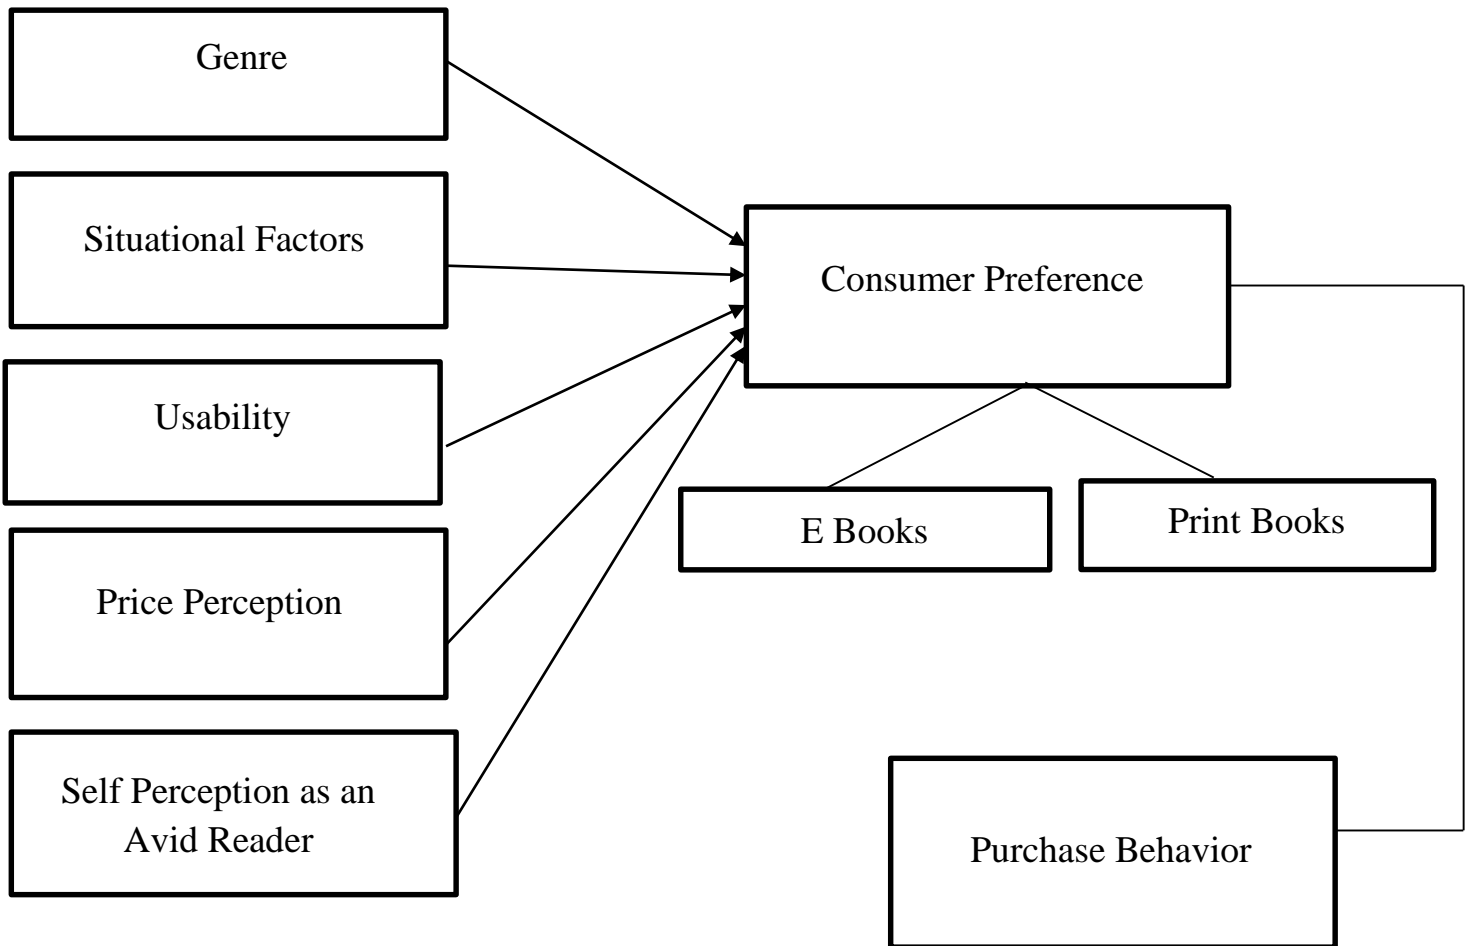 Genre
Situational Factors
Usability
Price Perception
Self Perception as an
Avid Reader
Consumer Preference
E Books
Print Books
Purchase Behavior